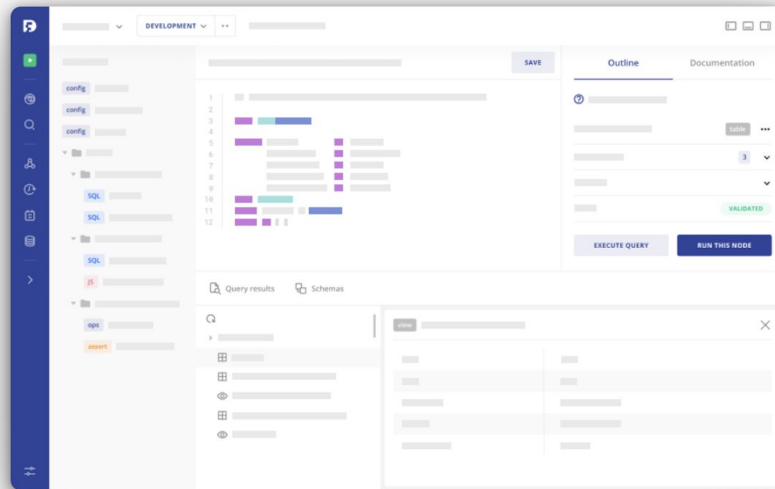 DEVELOPMENT
SAVE
Outline
Documentation
config
config
config
1
2
3
4
5
6
7
8
9
10
11
12
table
3
VALIDATED
SQL
SQL
SQL
JS
ops
assert
EXECUTE QUERY
RUN THIS NODE
Query results
Schemas
view